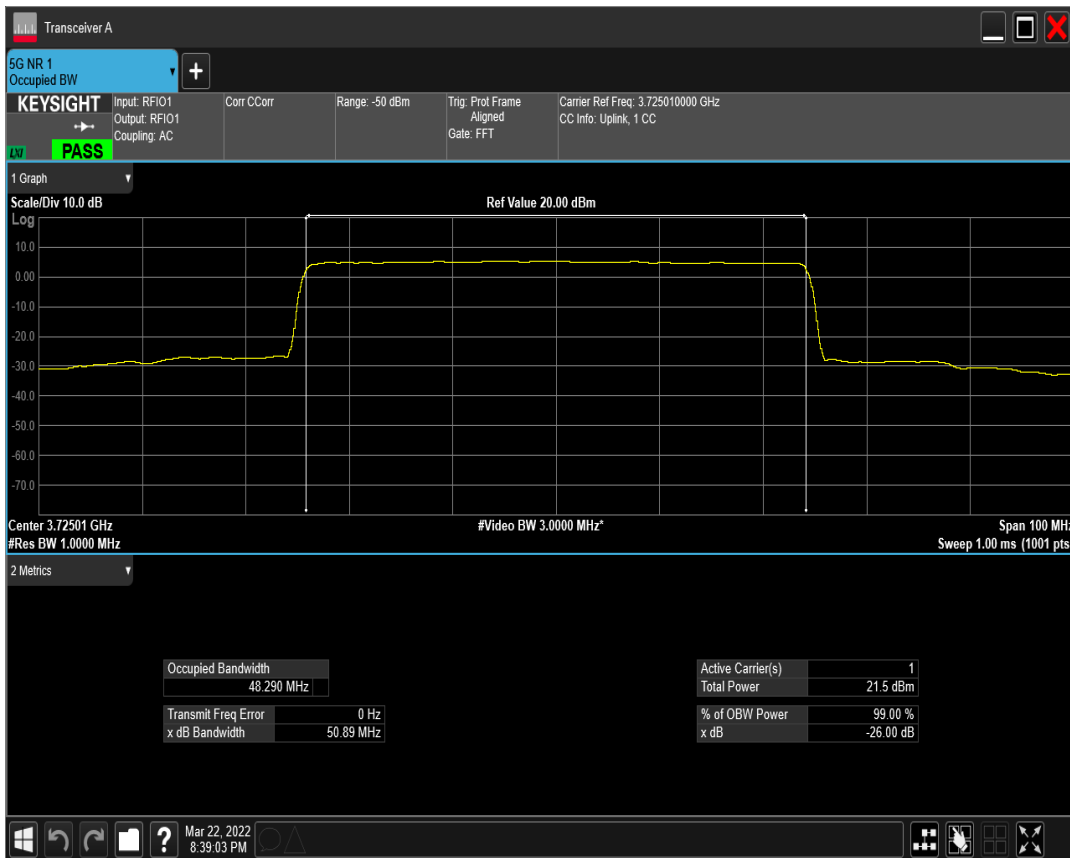 Transceiver A
5G NR 1
Occupied BW
+
KEYSIGHT
LXI
PASS
Input: RFIO1
Output: RFIO1
Coupling: AC
Corr CCorr
Range: -50 dBm
Trig: Prot Frame
Aligned
Gate: FFT
Carrier Ref Freq: 3.725010000 GHz
CC Info: Uplink, 1 CC
1 Graph
Scale/Div 10.0 dB
Ref Value 20.00 dBm
Log
10.0
0.00
-10.0
-20.0
-30.0
-40.0
-50.0
-60.0
-70.0
Center 3.72501 GHz
#Video BW 3.0000 MHz*
Span 100 MHz
#Res BW 1.0000 MHz
Sweep 1.00 ms (1001 pts
2 Metrics
Occupied Bandwidth
48.290 MHz
Transmit Freq Error 0 Hz
x dB Bandwidth 50.89 MHz
Active Carrier(s) 1
Total Power 21.5 dBm
% of OBW Power 99.00 %
x dB -26.00 dB
?
Mar 22, 2022
8:39:03 PM